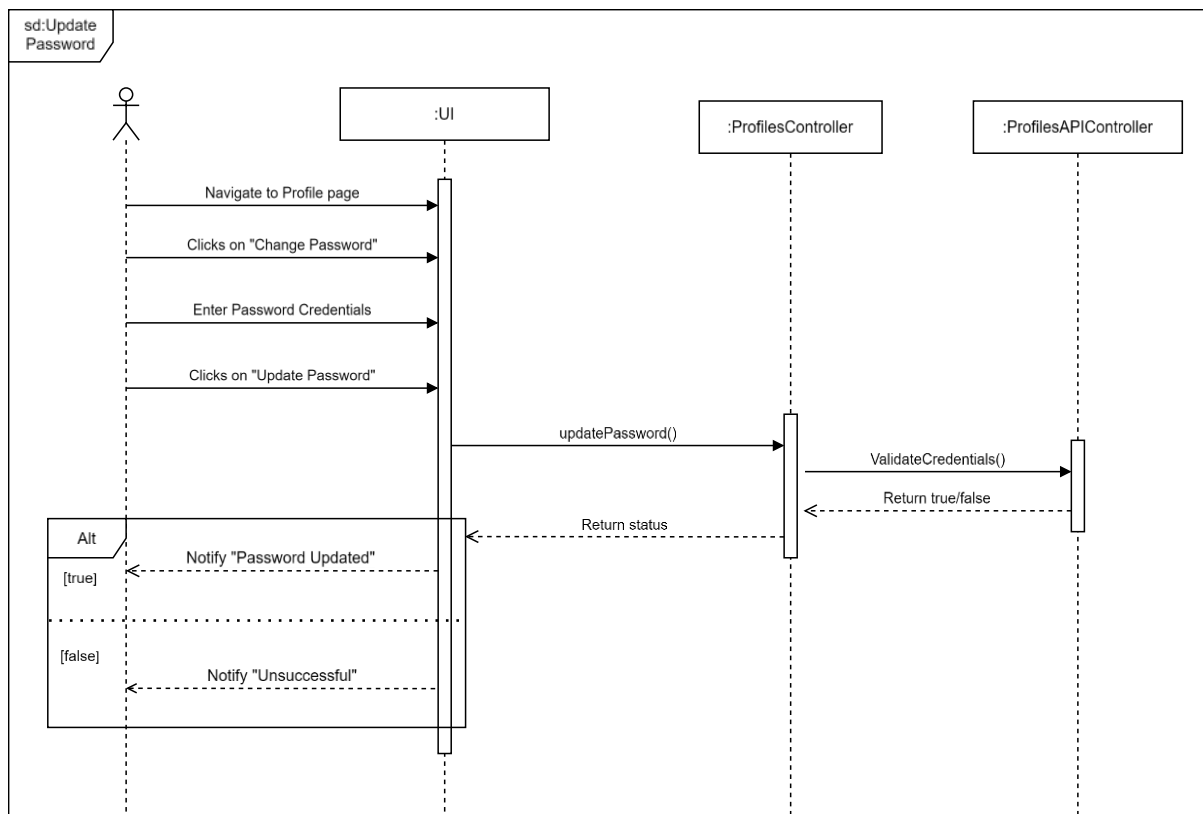 sd:Update
Password
:UI
:ProfilesController
:ProfilesAPIController
Navigate to Profile page
Clicks on "Change Password"
Enter Password Credentials
Clicks on "Update Password"
updatePassword()
ValidateCredentials()
Return true/false
Return status
Alt
Notify "Password Updated"
[true]
[false]
Notify "Unsuccessful"